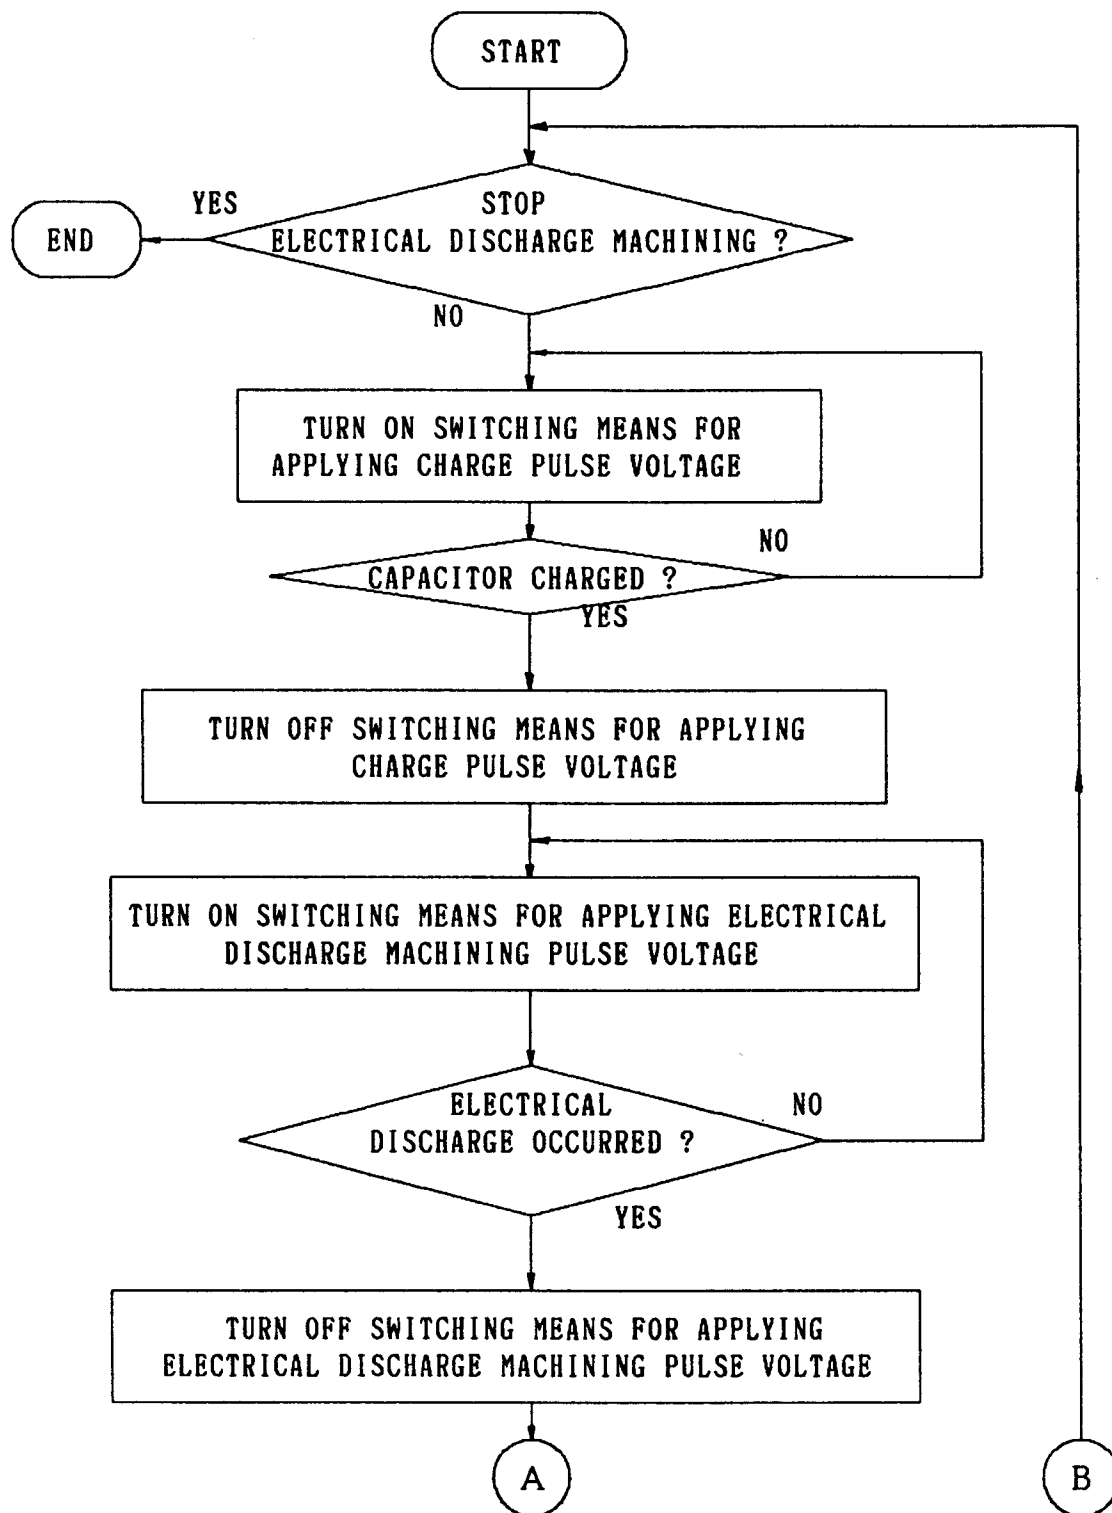 START
YES
STOP
END
ELECTRICAL DISCHARGE MACHINING ?
NO
TURN ON SWITCHING MEANS FOR
APPLYING CHARGE PULSE VOLTAGE
NO
CAPACITOR CHARGED ?
YES
TURN OFF SWITCHING MEANS FOR APPLYING
CHARGE PULSE VOLTAGE
TURN ON SWITCHING MEANS FOR APPLYING ELECTRICAL
DISCHARGE MACHINING PULSE VOLTAGE
ELECTRICAL
NO
DISCHARGE OCCURRED ?
YES
TURN OFF SWITCHING MEANS FOR APPLYING
ELECTRICAL DISCHARGE MACHINING PULSE VOLTAGE
A
B